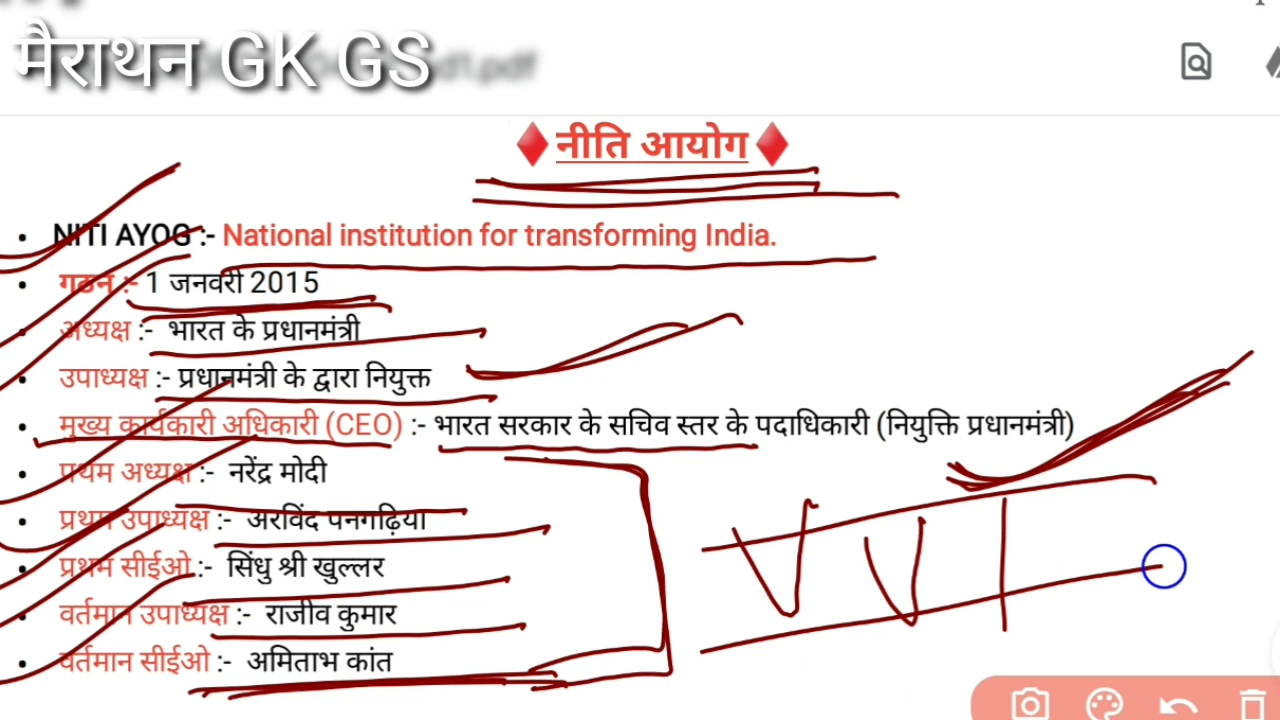 मैराथन GK GS d1.pdf
♦नीति आयोग♦
• NITI AYOG :- National institution for transforming India.
• गठन :- 1 जनवरी 2015
• अध्यक्ष :- भारत के प्रधानमंत्री
• उपाध्यक्ष :- प्रधानमंत्री के द्वारा नियुक्त
• मुख्य कार्यकारी अधिकारी (CEO) :- भारत सरकार के सचिव स्तर के पदाधिकारी (नियुक्ति प्रधानमंत्री)
• प्रथम अध्यक्ष :- नरेंद्र मोदी
• प्रथम उपाध्यक्ष :- अरविंद पनगढ़िया
• प्रथम सीईओ :- सिंधु श्री खुल्लर
• वर्तमान उपाध्यक्ष :- राजीव कुमार
• वर्तमान सीईओ :- अमिताभ कांत
VVI